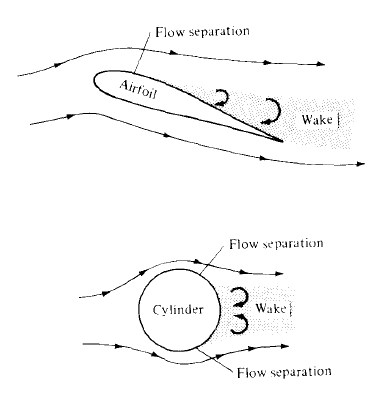 Flow separation
Airfoil
Wake
Flow separation
Cylinder
Wake
Flow separation